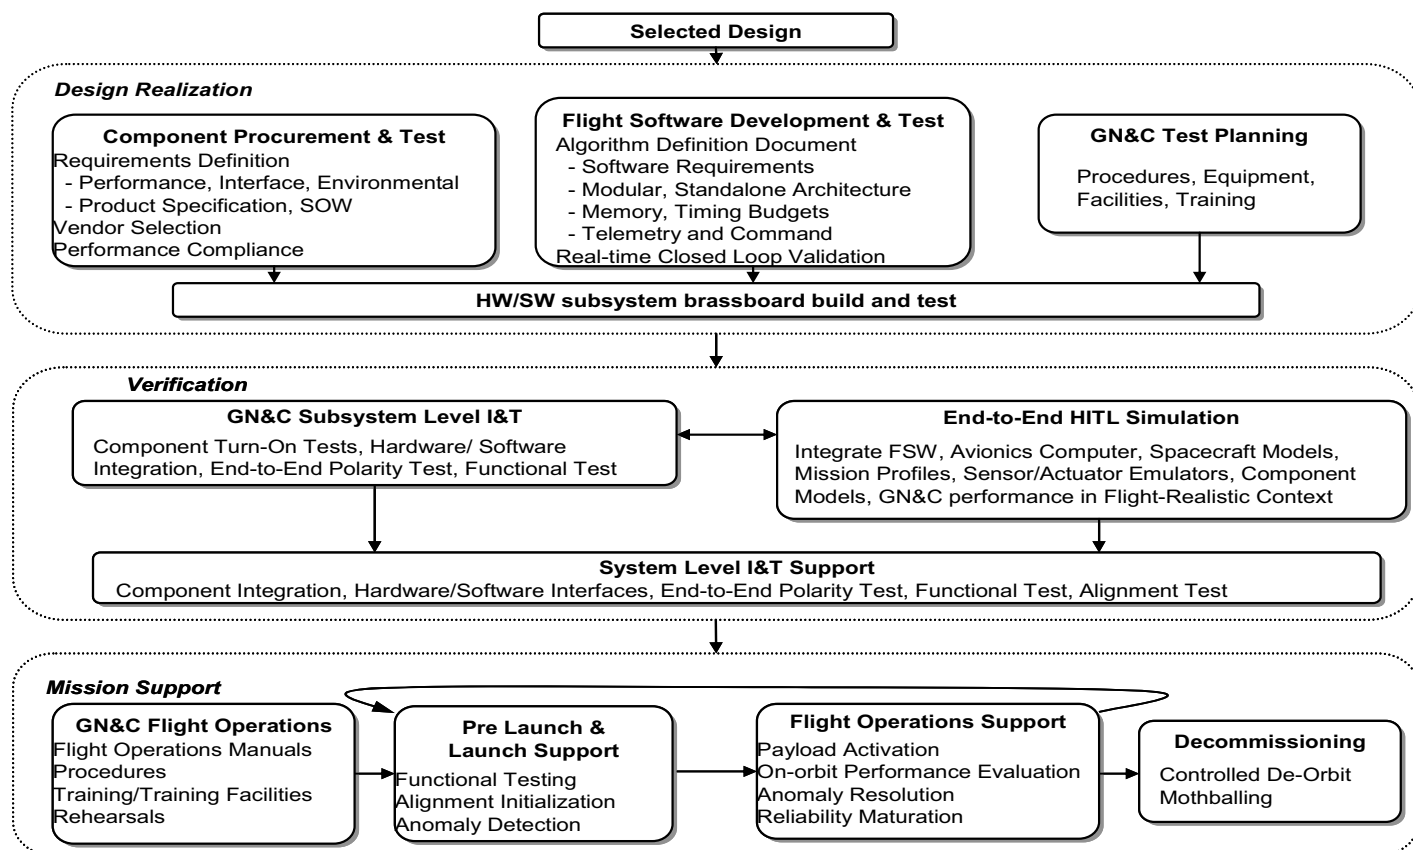 Selected Design
Design Realization
Component Procurement & Test
Requirements Definition
- Performance, Interface, Environmental
- Product Specification, SOW
Vendor Selection
Performance Compliance
Flight Software Development & Test
Algorithm Definition Document
- Software Requirements
- Modular, Standalone Architecture
- Memory, Timing Budgets
- Telemetry and Command
Real-time Closed Loop Validation
GN&C Test Planning
Procedures, Equipment,
Facilities, Training
HW/SW subsystem brassboard build and test
Verification
GN&C Subsystem Level I&T
Component Turn-On Tests, Hardware/ Software
Integration, End-to-End Polarity Test, Functional Test
End-to-End HITL Simulation
Integrate FSW, Avionics Computer, Spacecraft Models,
Mission Profiles, Sensor/Actuator Emulators, Component
Models, GN&C performance in Flight-Realistic Context
System Level I&T Support
Component Integration, Hardware/Software Interfaces, End-to-End Polarity Test, Functional Test, Alignment Test
Mission Support
GN&C Flight Operations
Flight Operations Manuals
Procedures
Training/Training Facilities
Rehearsals
Pre Launch &
Launch Support
Functional Testing
Alignment Initialization
Anomaly Detection
Flight Operations Support
Payload Activation
On-orbit Performance Evaluation
Anomaly Resolution
Reliability Maturation
Decommissioning
Controlled De-Orbit
Mothballing